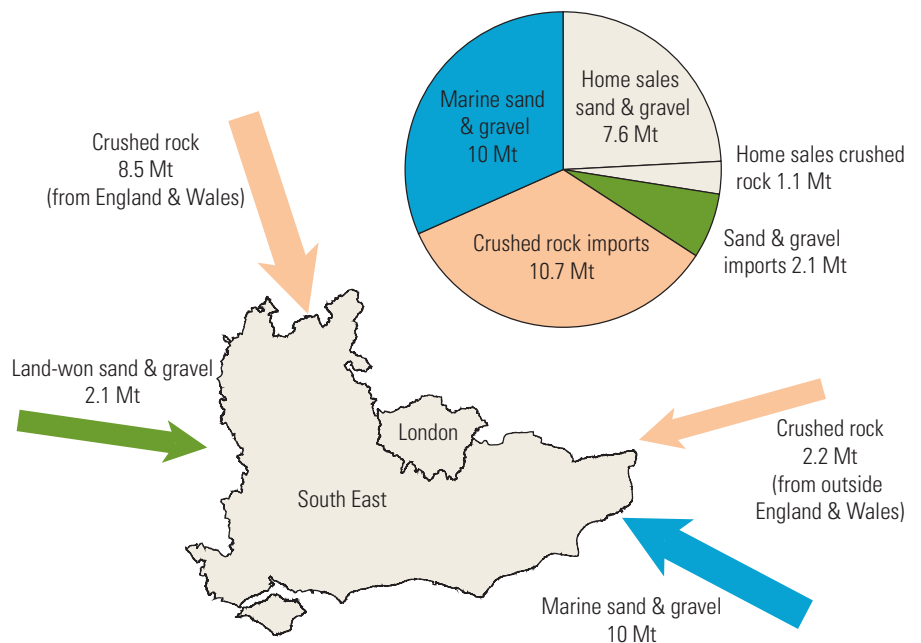 Marine sand
& gravel
10 Mt
Home sales
sand & gravel
7.6 Mt
Home sales crushed
rock 1.1 Mt
Sand & gravel
imports 2.1 Mt
Crushed rock imports
10.7 Mt
Crushed rock
8.5 Mt
(from England & Wales)
Land-won sand & gravel
2.1 Mt
London
South East
Crushed rock
2.2 Mt
(from outside
England & Wales)
Marine sand & gravel
10 Mt